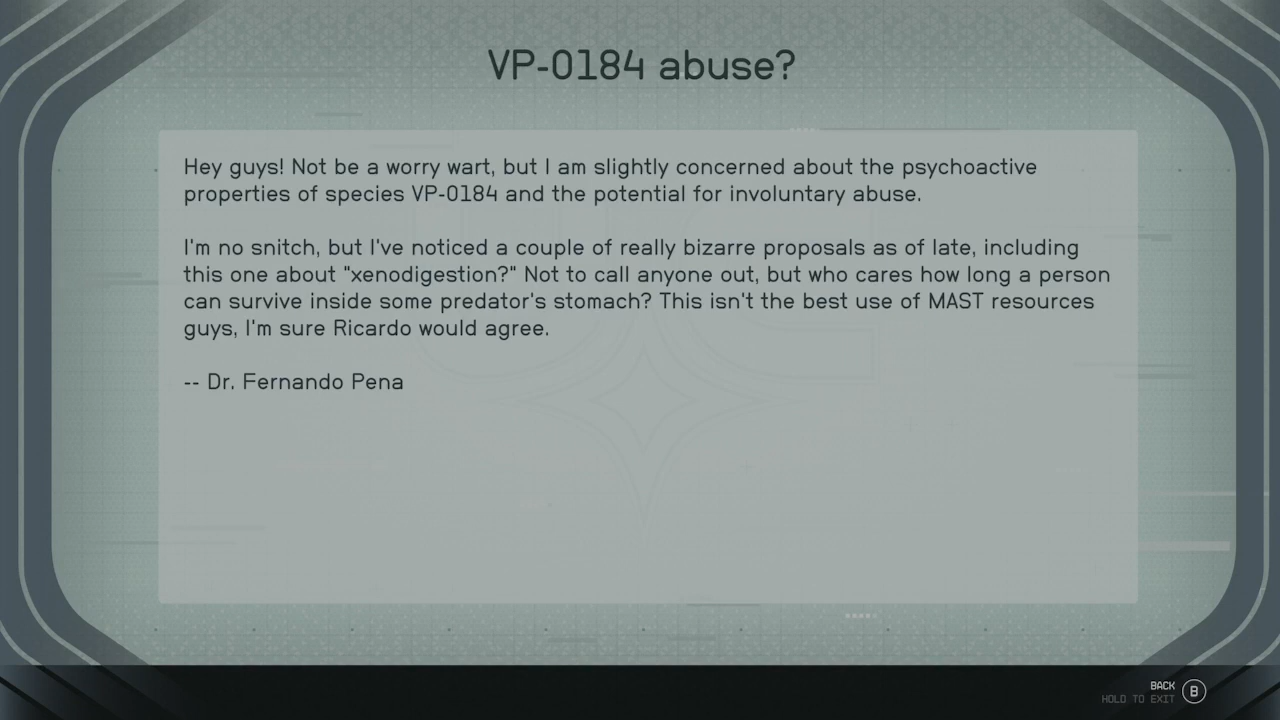 VP-0184 abuse?
Hey guys! Not be a worry wart, but I am slightly concerned about the psychoactive
properties of species VP-0184 and the potential for involuntary abuse.
I'm no snitch, but I've noticed a couple of really bizarre proposals as of late, including
this one about "xenodigestion?" Not to call anyone out, but who cares how long a person
can survive inside some predator's stomach? This isn't the best use of MAST resources
guys, I'm sure Ricardo would agree.
-- Dr. Fernando Pena
BACK
HOLD TO EXIT
B